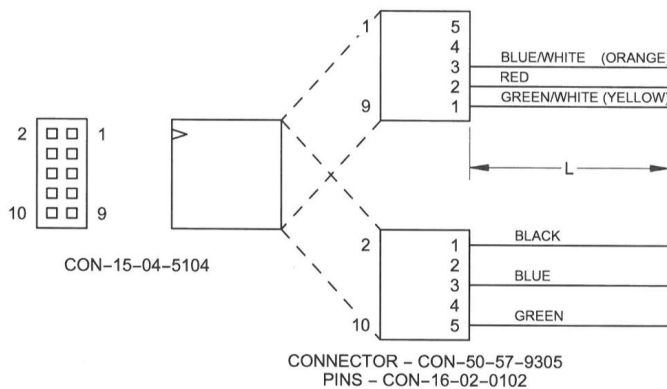 1 5
4
3 BLUE/WHITE (ORANGE)
2 RED
9 1 GREEN/WHITE (YELLOW)
L
2 1
10 9
CON-15-04-5104
2 1 BLACK
2
3 BLUE
4
10 5 GREEN
CONNECTOR - CON-50-57-9305
PINS - CON-16-02-0102